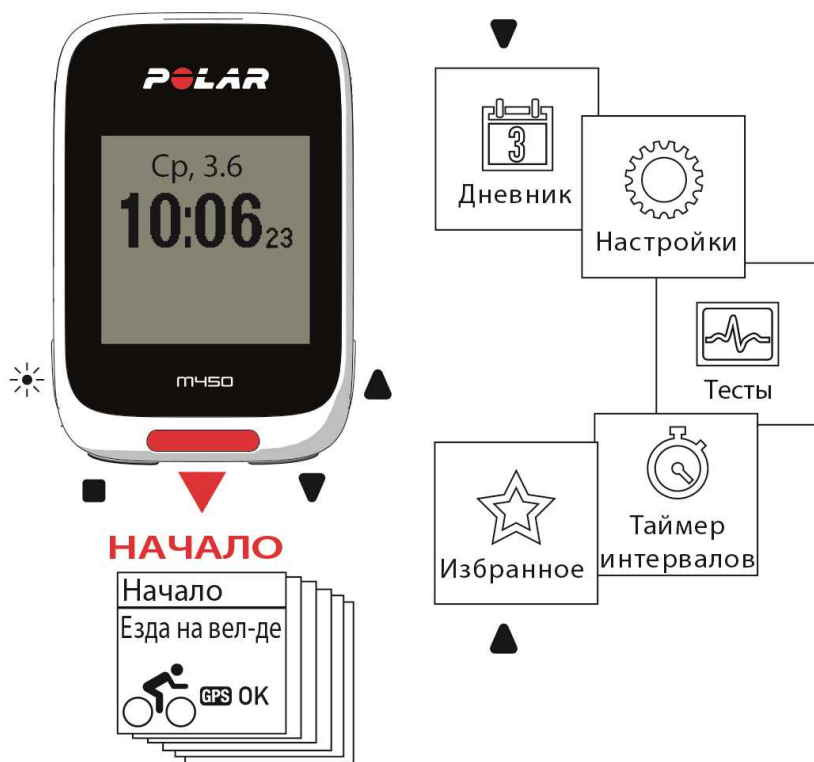 POLAR
Ср, 3.6
10:06 23
M450
НАЧАЛО
Начало
Езда на вел-де
GPS OK
3
Дневник
Настройки
Тесты
Таймер
интервалов
Избранное